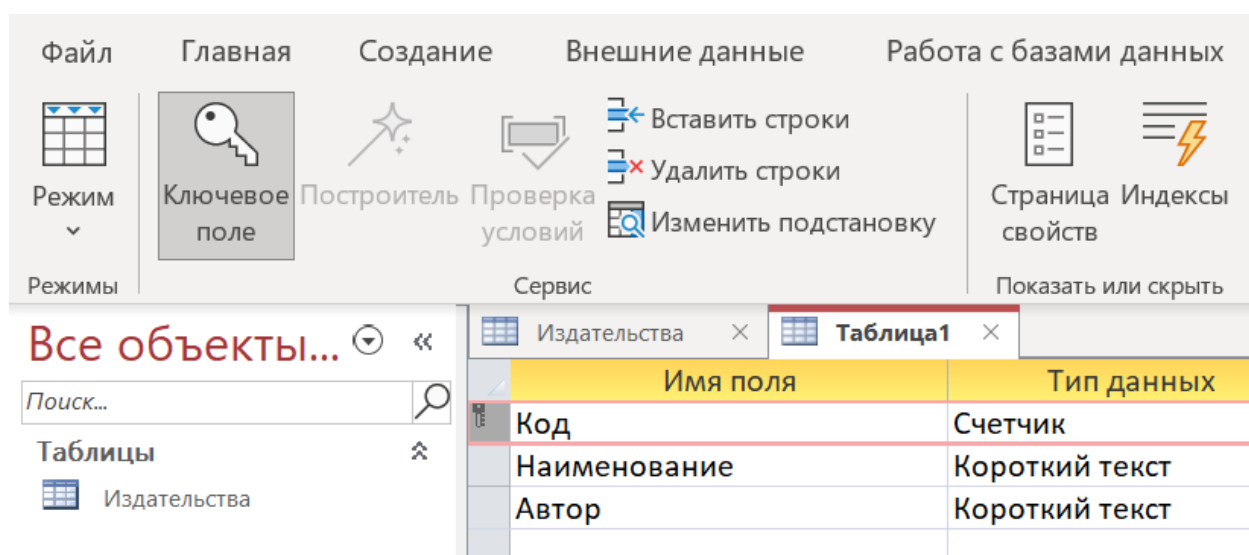 Файл Главная Создание Внешние данные Работа с базами данных
Режим
Ключевое поле
Построитель
Проверка условий
Вставить строки
Удалить строки
Изменить подстановку
Страница свойств
Индексы
Режимы Сервис Показать или скрыть
Все объекты...
Поиск...
Таблицы
Издательства
Издательства Таблица1
Имя поля Тип данных
Код Счетчик
Наименование Короткий текст
Автор Короткий текст